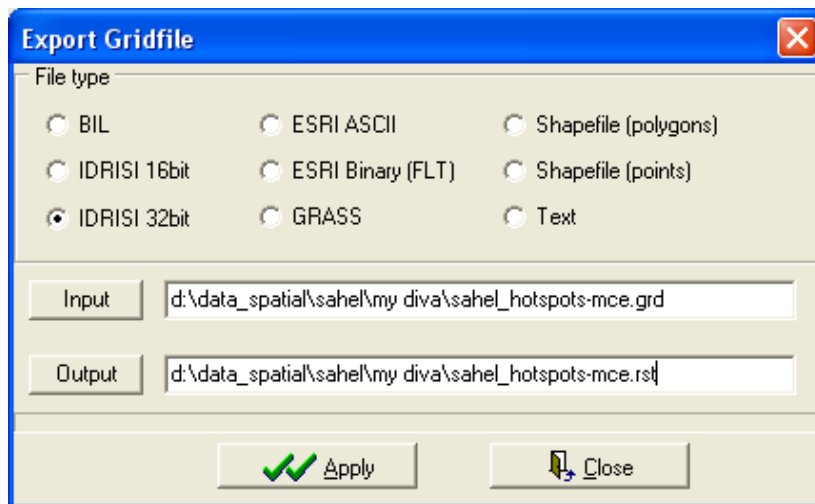 Export Gridfile
File type
BIL
ESRI ASCII
Shapefile (polygons)
IDRISI 16bit
ESRI Binary (FLT)
Shapefile (points)
IDRISI 32bit
GRASS
Text
Input
d:\data_spatial\sahel\my diva\sahel_hotspots-mce.grd
Output
d:\data_spatial\sahel\my diva\sahel_hotspots-mce.rst
Apply
Close